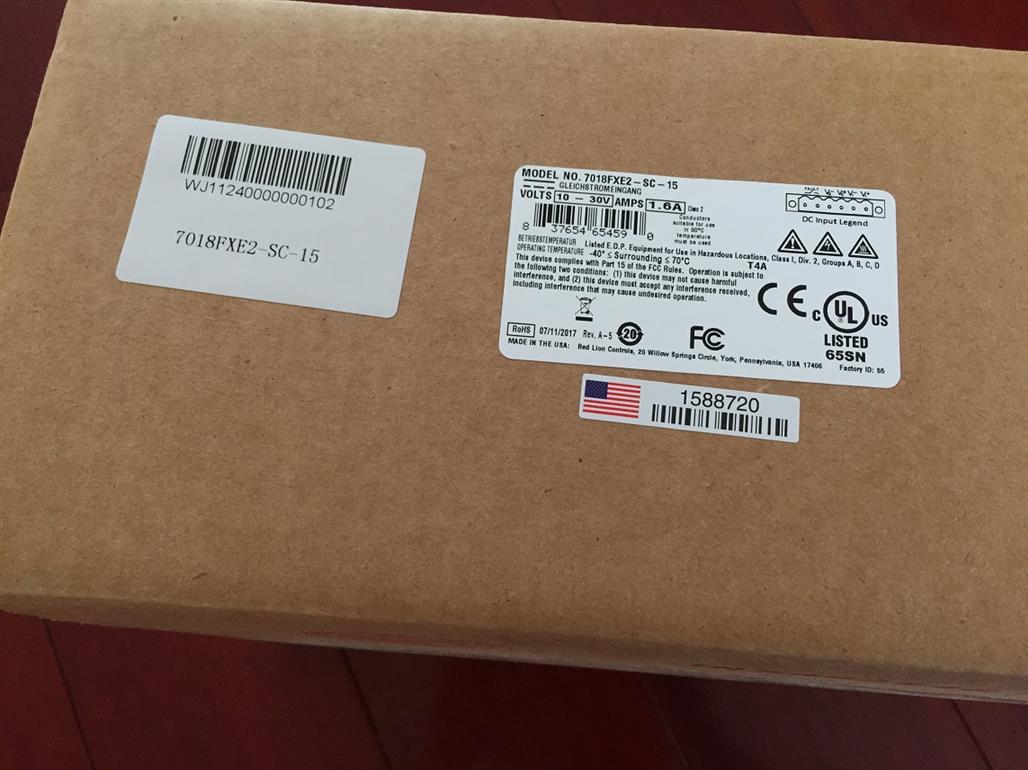 WJ11240000000102
7018FXE2-SC-15
MODEL NO. 7018FXE2-SC-15
GLEICHSTROMEINGANG
VOLTS 10 - 30V AMPS 1.6A Class 2
8 37654 65459 0
Conductors
suitable for use
in 90°C
temperature
must be used.
FAULT V2- V2+ V1- V1+
DC Input Legend
BETRIEBSTEMPERATUR Listed E.D.P. Equipment for Use in Hazardous Locations, Class I, Div. 2, Groups A, B, C, D
OPERATING TEMPERATURE -40° ≤ Surrounding ≤ 70°C T4A
This device complies with Part 15 of the FCC Rules. Operation is subject to
the following two conditions: (1) this device may not cause harmful
interference, and (2) this device must accept any interference received,
including interference that may cause undesired operation.
CE C UL US
LISTED
65SN
RoHS 07/11/2017 Rev. A-5 20 FC
MADE IN THE USA: Red Lion Controls, 20 Willow Springs Circle, York, Pennsylvania, USA 17406 Factory ID: 55
1588720